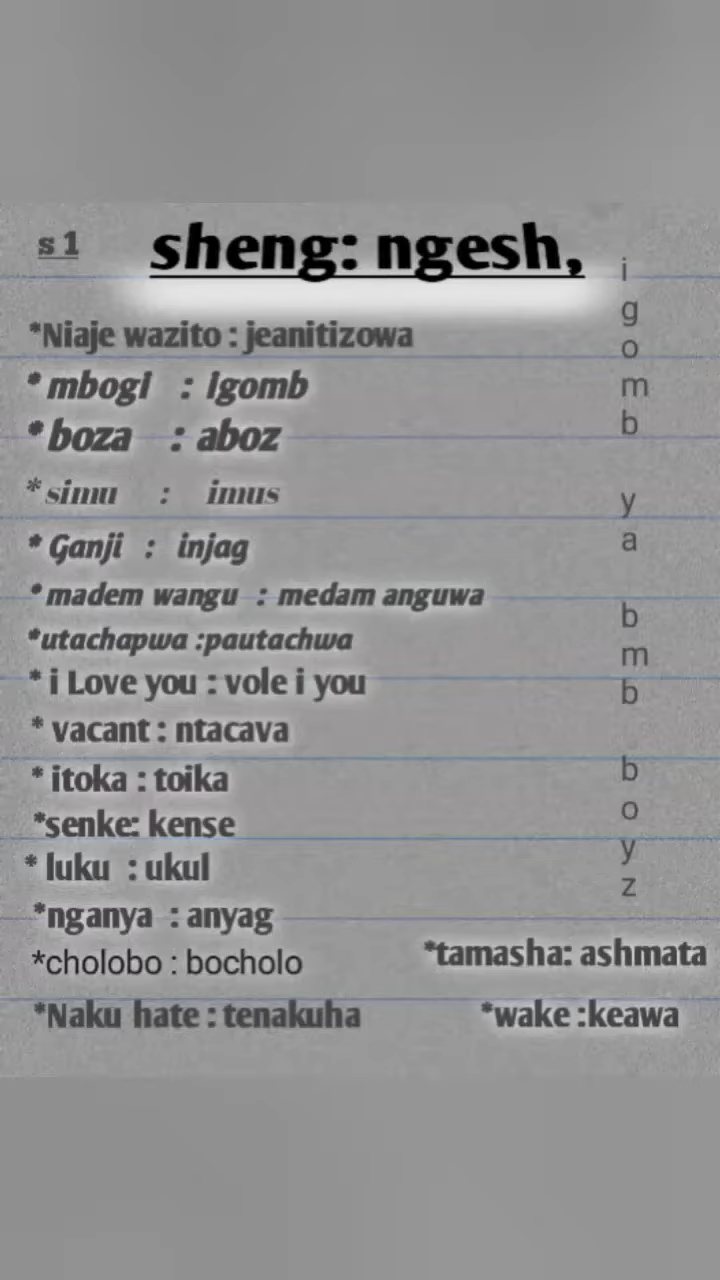 s 1
sheng: ngesh,
*Niaje wazito : jeanitizowa
* mbogi : igomb
* boza : aboz
* simu : imus
* Ganji : injag
* madem wangu : medam anguwa
*utachapwa :pautachwa
* i Love you : vole i you
* vacant : ntacava
* itoka : toika
*senke: kense
* luku : ukul
*nganya : anyag
*cholobo : bocholo
*tamasha: ashmata
*Naku hate : tenakuha
*wake :keawa
i
g
o
m
b
y
a
b
m
b
b
o
y
z